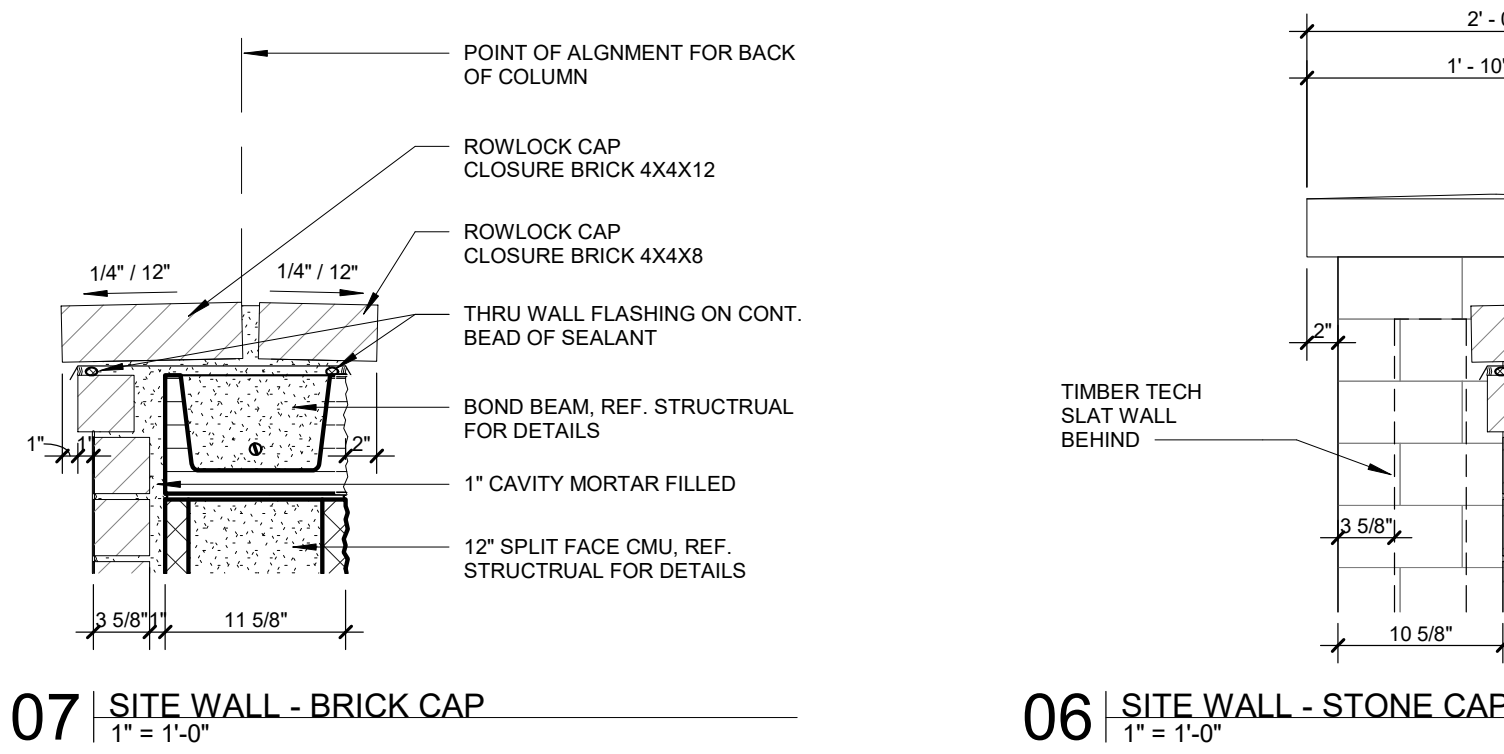 POINT OF ALGNMENT FOR BACK
OF COLUMN
ROWLOCK CAP
CLOSURE BRICK 4X4X12
ROWLOCK CAP
CLOSURE BRICK 4X4X8
1/4" / 12"
1/4" / 12"
THRU WALL FLASHING ON CONT.
BEAD OF SEALANT
BOND BEAM, REF. STRUCTRUAL
FOR DETAILS
1"
1"
2"
1" CAVITY MORTAR FILLED
12" SPLIT FACE CMU, REF.
STRUCTRUAL FOR DETAILS
3 5/8"
1"
11 5/8"
07
SITE WALL - BRICK CAP
1" = 1'-0"
2' -
1' - 10"
2"
TIMBER TECH
SLAT WALL
BEHIND
3 5/8"
10 5/8"
06
SITE WALL - STONE CAP
1" = 1'-0"